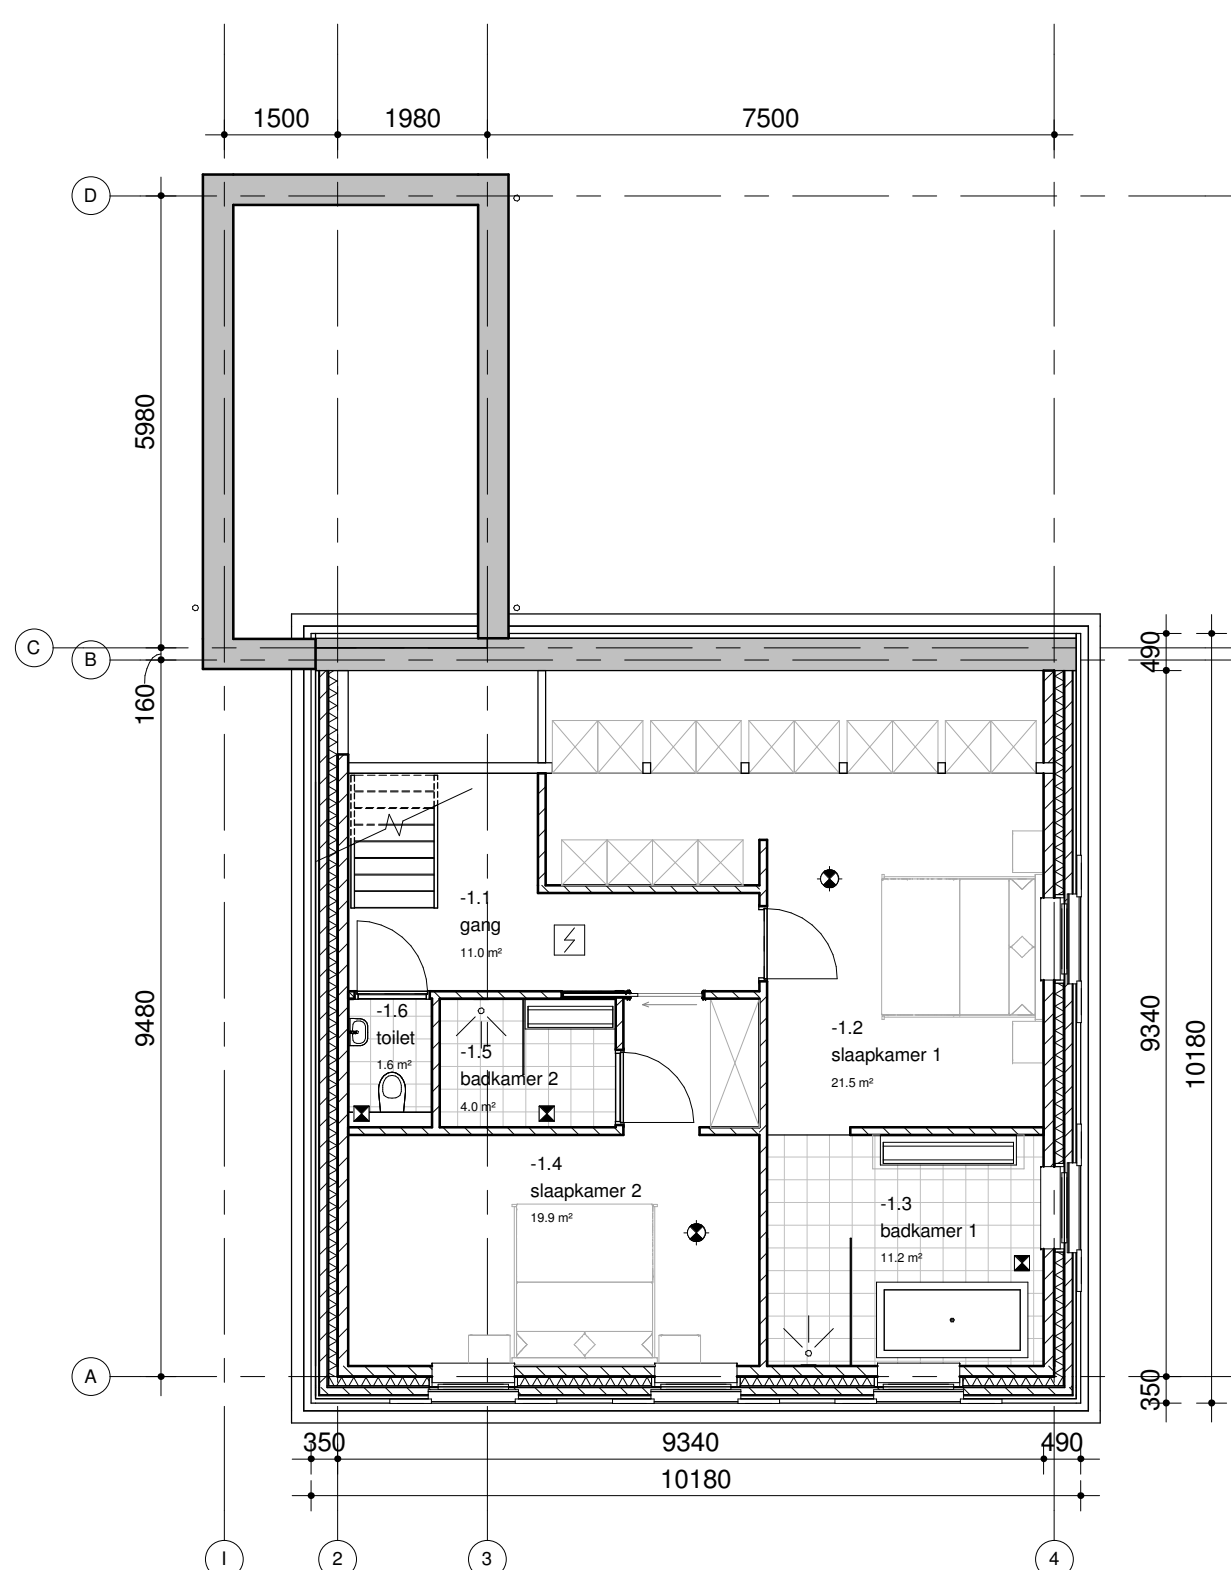 1500
1980
7500
D
5980
C
B
160
490
-1.1
gang
11.0 m²
9480
-1.6
toilet
1.6 m²
-1.5
badkamer 2
4.0 m²
-1.2
slaapkamer 1
21.5 m²
9340
10180
-1.4
slaapkamer 2
19.9 m²
-1.3
badkamer 1
11.2 m²
A
350
350
9340
490
10180
I
2
3
4